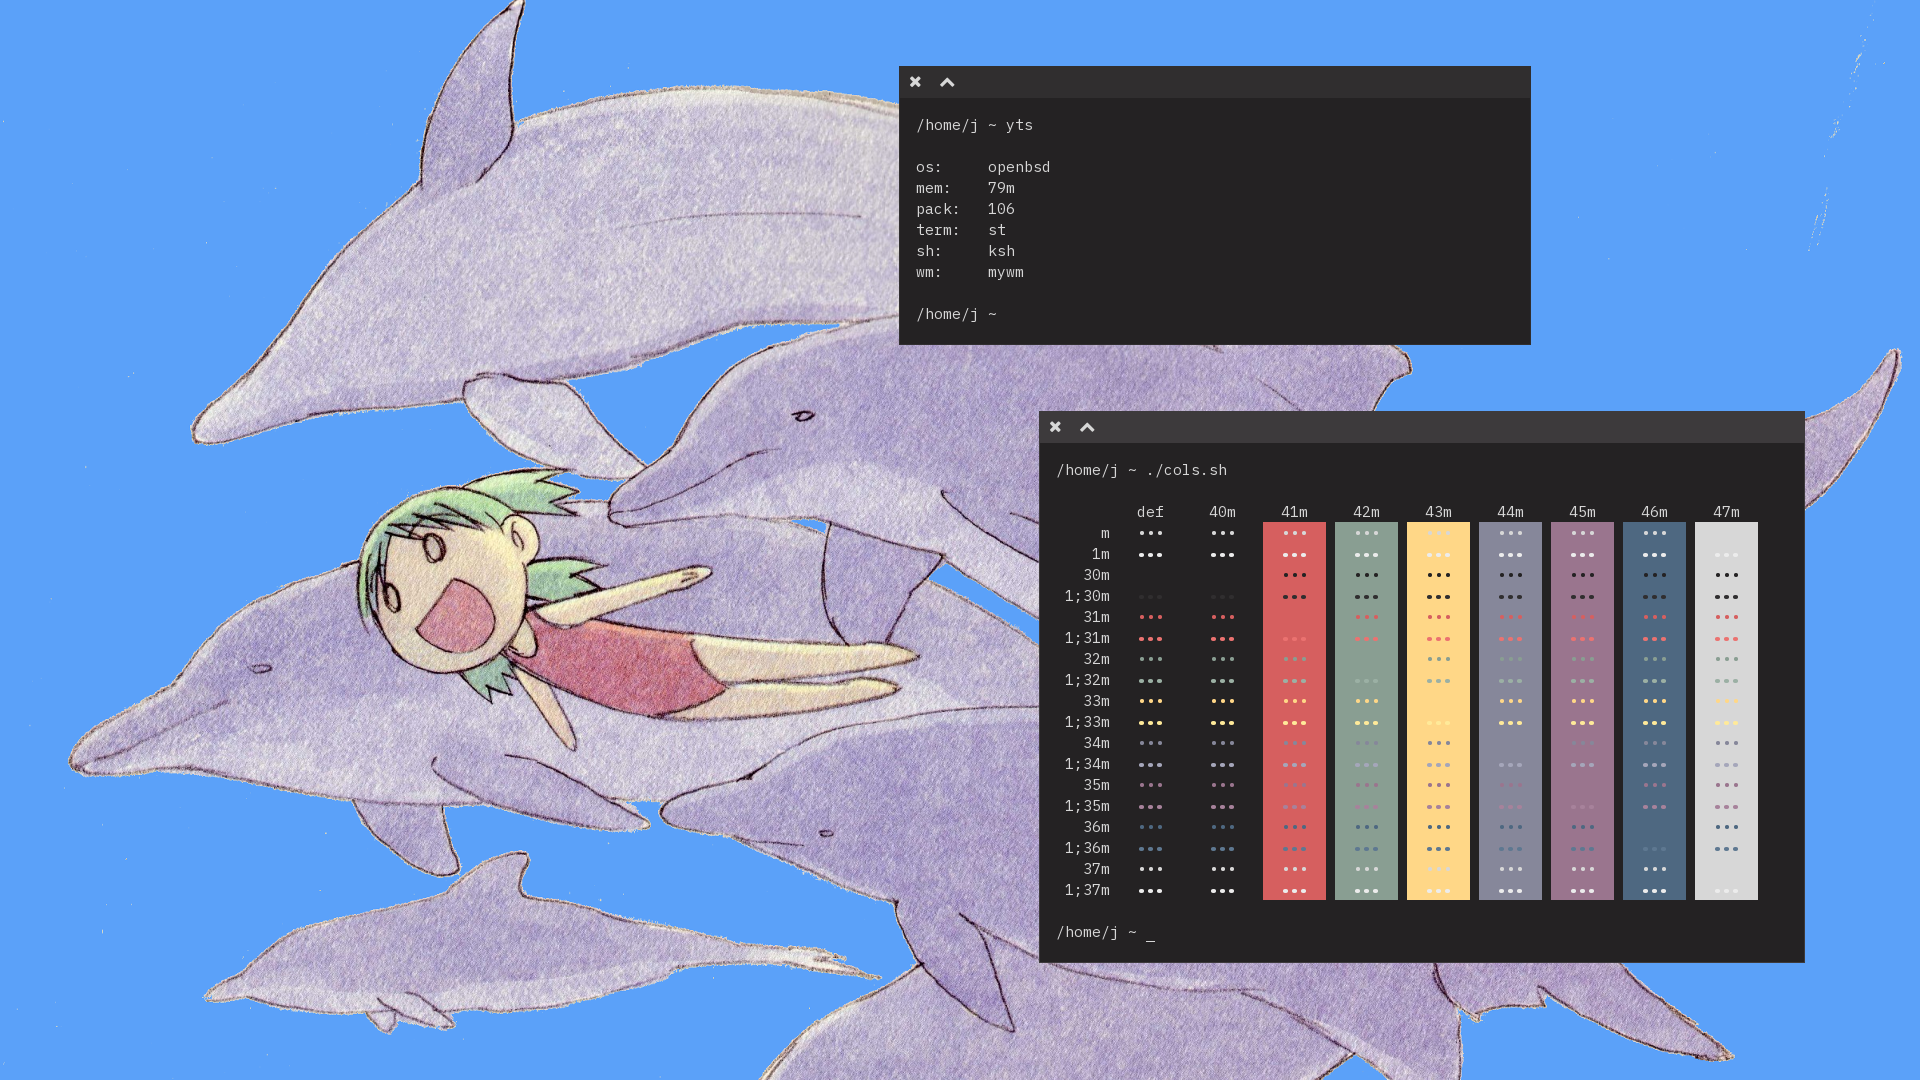 /home/j ~ yts
os: openbsd
mem: 79m
pack: 106
term: st
sh: ksh
wm: mywm
/home/j ~
/home/j ~ ./cols.sh
def 40m 41m 42m 43m 44m 45m 46m 47m
m ••• ••• ••• ••• ••• ••• ••• •••
1m ••• ••• ••• ••• ••• ••• ••• ••• •••
30m ••• ••• ••• ••• ••• ••• •••
1;30m ••• ••• ••• ••• ••• ••• ••• ••• •••
31m ••• ••• ••• ••• ••• ••• ••• •••
1;31m ••• ••• ••• ••• ••• ••• ••• ••• •••
32m ••• ••• ••• ••• ••• ••• ••• •••
1;32m ••• ••• ••• ••• ••• ••• ••• ••• •••
33m ••• ••• ••• ••• ••• ••• ••• •••
1;33m ••• ••• ••• ••• ••• ••• ••• ••• •••
34m ••• ••• ••• ••• ••• ••• ••• •••
1;34m ••• ••• ••• ••• ••• ••• ••• ••• •••
35m ••• ••• ••• ••• ••• ••• ••• •••
1;35m ••• ••• ••• ••• ••• ••• ••• ••• •••
36m ••• ••• ••• ••• ••• ••• ••• •••
1;36m ••• ••• ••• ••• ••• ••• ••• ••• •••
37m ••• ••• ••• ••• ••• ••• ••• •••
1;37m ••• ••• ••• ••• ••• ••• ••• ••• •••
/home/j ~ _